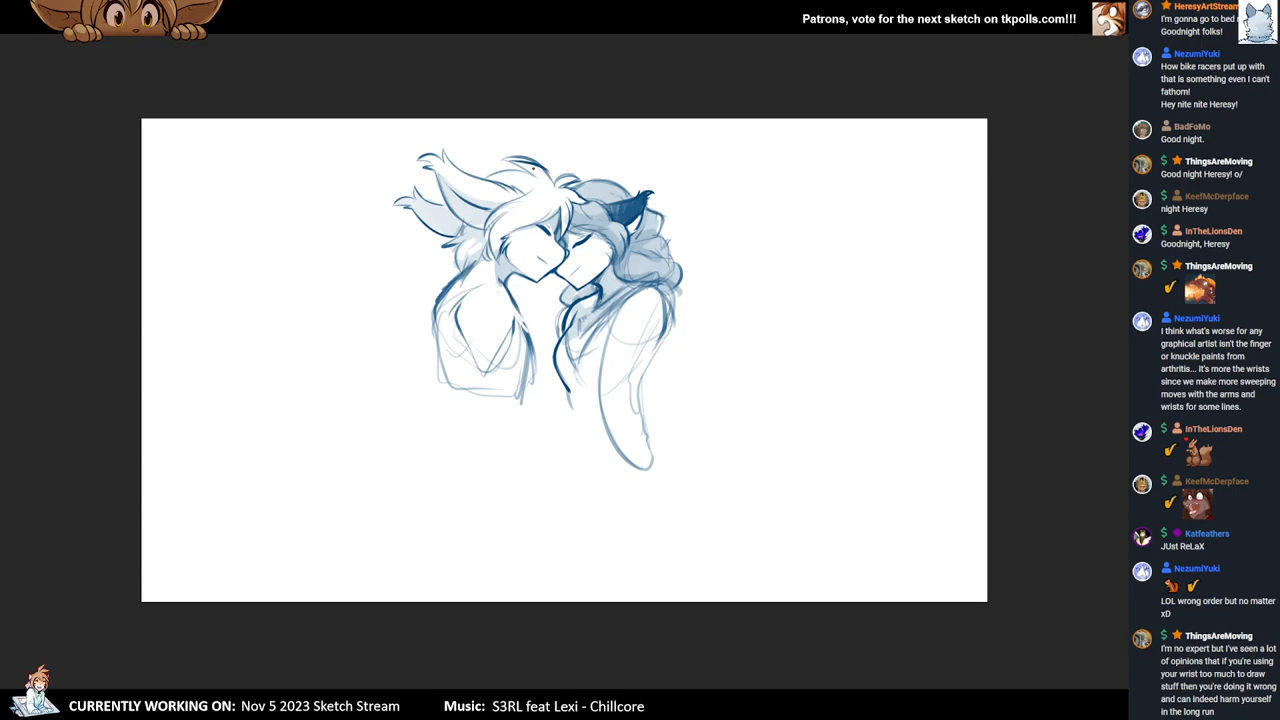 Patrons, vote for the next sketch on tkpolls.com!!!
HeresyArtStream
I'm gonna go to bed
Goodnight folks!
NezumiYuki
How bike racers put up with
that is something even I can't
fathom!
Hey nite nite Heresy!
BadFoMo
Good night.
ThingsAreMoving
Good night Heresy! o/
KeefMcDerpface
night Heresy
InTheLionsDen
Goodnight, Heresy
ThingsAreMoving
NezumiYuki
I think what's worse for any
graphical artist isn't the finger
or knuckle paints from
arthritis... it's more the wrists
since we make more sweeping
moves with the arms and
wrists for some lines.
InTheLionsDen
KeefMcDerpface
Katfeathers
JUst ReLaX
NezumiYuki
LOL wrong order but no matter
xD
ThingsAreMoving
I'm no expert but I've seen a lot
of opinions that if you're using
your wrist too much to draw
stuff then you're doing it wrong
and can indeed harm yourself
in the long run
CURRENTLY WORKING ON: Nov 5 2023 Sketch Stream
Music: S3RL feat Lexi - Chillcore